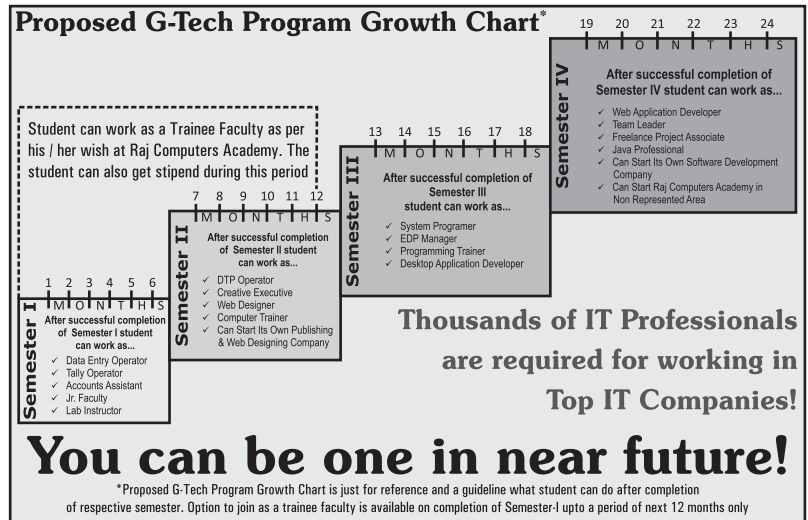 Proposed G-Tech Program Growth Chart*
Student can work as a Trainee Faculty as per
his / her wish at Raj Computers Academy. The
student can also get stipend during this period
1 2 3 4 5 6
M O N T H S
Semester I
After successful completion
of Semester I student
can work as...
✓ Data Entry Operator
✓ Tally Operator
✓ Accounts Assistant
✓ Jr. Faculty
✓ Lab Instructor
7 8 9 10 11 12
M O N T H S
Semester II
After successful completion
of Semester II student
can work as...
✓ DTP Operator
✓ Creative Executive
✓ Web Designer
✓ Computer Trainer
✓ Can Start Its Own Publishing
& Web Designing Company
13 14 15 16 17 18
M O N T H S
Semester III
After successful completion of
Semester III
student can work as...
✓ System Programer
✓ EDP Manager
✓ Programming Trainer
✓ Desktop Application Developer
19 20 21 22 23 24
M O N T H S
Semester IV
After successful completion of
Semester IV student can work as...
✓ Web Application Developer
✓ Team Leader
✓ Freelance Project Associate
✓ Java Professional
✓ Can Start Its Own Software Development
Company
✓ Can Start Raj Computers Academy in
Non Represented Area
Thousands of IT Professionals
are required for working in
Top IT Companies!
You can be one in near future!
*Proposed G-Tech Program Growth Chart is just for reference and a guideline what student can do after completion
of respective semester. Option to join as a trainee faculty is available on completion of Semester-I upto a period of next 12 months only